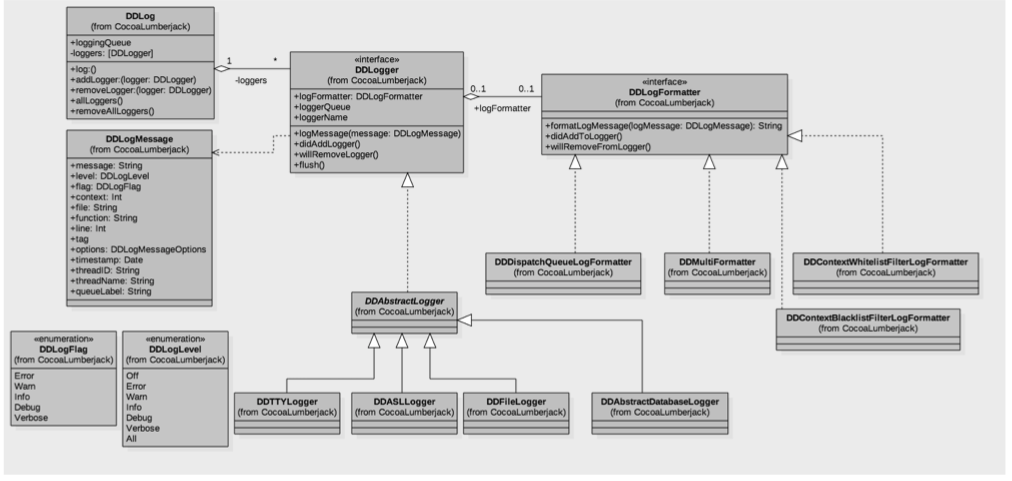 DDLog
(from CocoaLumberjack)
+loggingQueue
-loggers: [DDLogger]
+log:()
+addLogger:(logger: DDLogger)
+removeLogger:(logger: DDLogger)
+allLoggers()
+removeAllLoggers()
1
*
-loggers
«interface»
DDLogger
(from CocoaLumberjack)
+logFormatter: DDLogFormatter
+loggerQueue
+loggerName
+logMessage(message: DDLogMessage)
+didAddLogger()
+willRemoveLogger()
+flush()
0..1
0..1
+logFormatter
«interface»
DDLogFormatter
(from CocoaLumberjack)
+formatLogMessage(logMessage: DDLogMessage): String
+didAddToLogger()
+willRemoveFromLogger()
DDLogMessage
(from CocoaLumberjack)
+message: String
+level: DDLogLevel
+flag: DDLogFlag
+context: Int
+file: String
+function: String
+line: Int
+tag
+options: DDLogMessageOptions
+timestamp: Date
+threadID: String
+threadName: String
+queueLabel: String
DDDispatchQueueLogFormatter
(from CocoaLumberjack)
DDMultiFormatter
(from CocoaLumberjack)
DDContextWhitelistFilterLogFormatter
(from CocoaLumberjack)
DDContextBlacklistFilterLogFormatter
(from CocoaLumberjack)
DDAbstractLogger
(from CocoaLumberjack)
«enumeration»
DDLogFlag
(from CocoaLumberjack)
Error
Warn
Info
Debug
Verbose
«enumeration»
DDLogLevel
(from CocoaLumberjack)
Off
Error
Warn
Info
Debug
Verbose
All
DDTTYLogger
(from CocoaLumberjack)
DDASLLogger
(from CocoaLumberjack)
DDFileLogger
(from CocoaLumberjack)
DDAbstractDatabaseLogger
(from CocoaLumberjack)